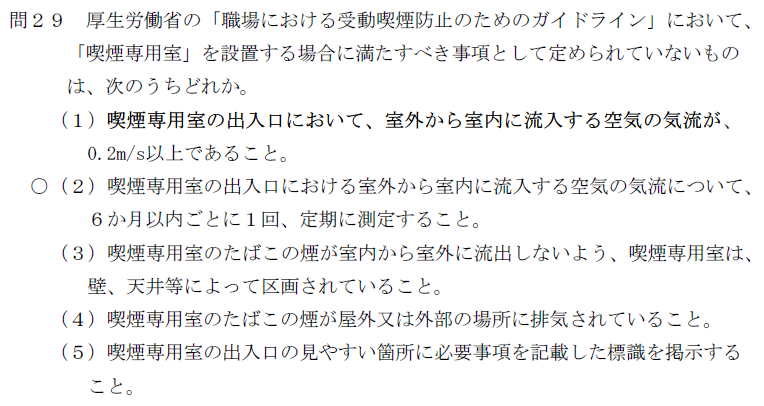 問２９　厚生労働省の「職場における受動喫煙防止のためのガイドライン」において、
「喫煙専用室」を設置する場合に満たすべき事項として定められていないもの
は、次のうちどれか。
（１）喫煙専用室の出入口において、室外から室内に流入する空気の気流が、
0.2m/s以上であること。
○（２）喫煙専用室の出入口における室外から室内に流入する空気の気流について、
６か月以内ごとに１回、定期に測定すること。
（３）喫煙専用室のたばこの煙が室内から室外に流出しないよう、喫煙専用室は、
壁、天井等によって区画されていること。
（４）喫煙専用室のたばこの煙が屋外又は外部の場所に排気されていること。
（５）喫煙専用室の出入口の見やすい箇所に必要事項を記載した標識を掲示する
こと。